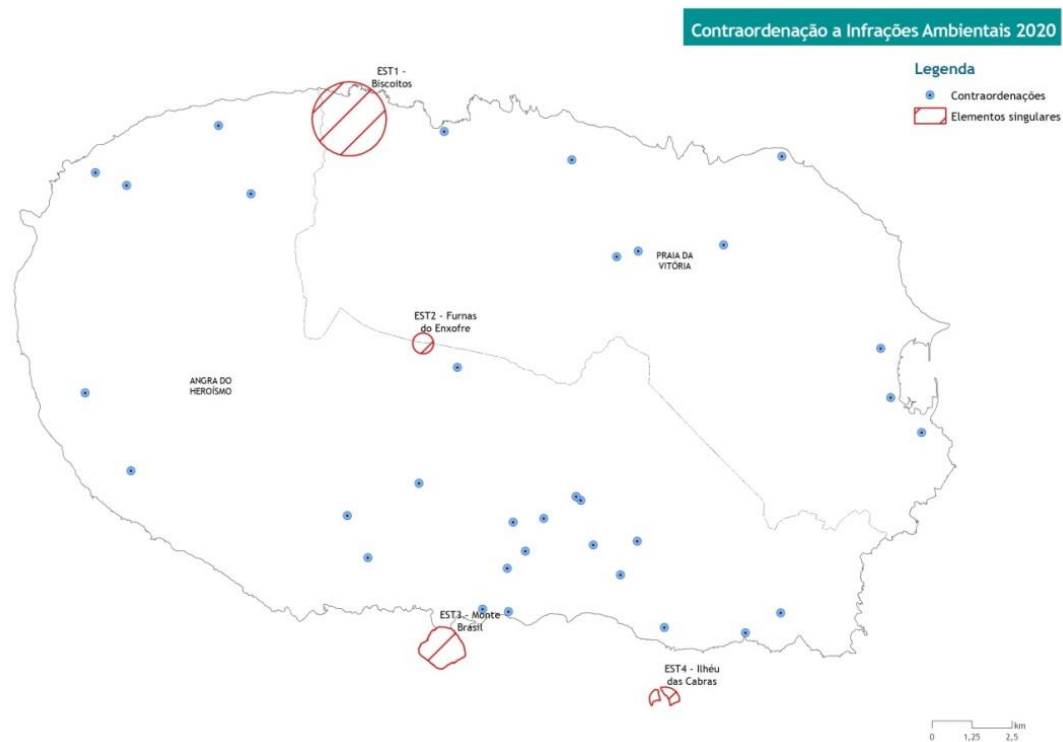 Contraordenação a Infrações Ambientais 2020
Legenda
Contraordenações
Elementos singulares
EST1 -
Biscoitos
PRAIA DA
VITÓRIA
EST2 - Furnas
do Enxofre
ANGRA DO
HEROÍSMO
EST3 - Monte
Brasil
EST4 - Ilhéu
das Cabras
km
0 1,25 2,5